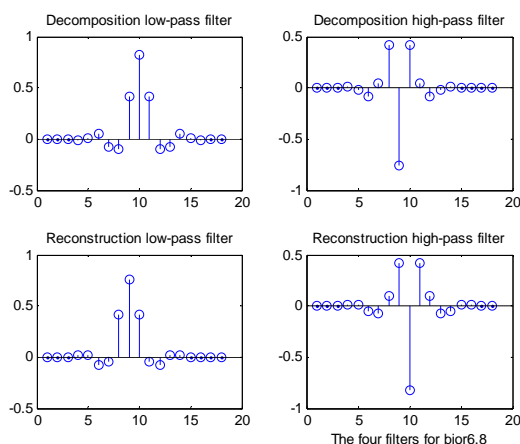 Decomposition low-pass filter
1
0.5
0
-0.5
0 5 10 15 20
Decomposition high-pass filter
0.5
0
-0.5
-1
0 5 10 15 20
Reconstruction low-pass filter
1
0.5
0
-0.5
0 5 10 15 20
Reconstruction high-pass filter
0.5
0
-0.5
-1
0 5 10 15 20
The four filters for bior6.8